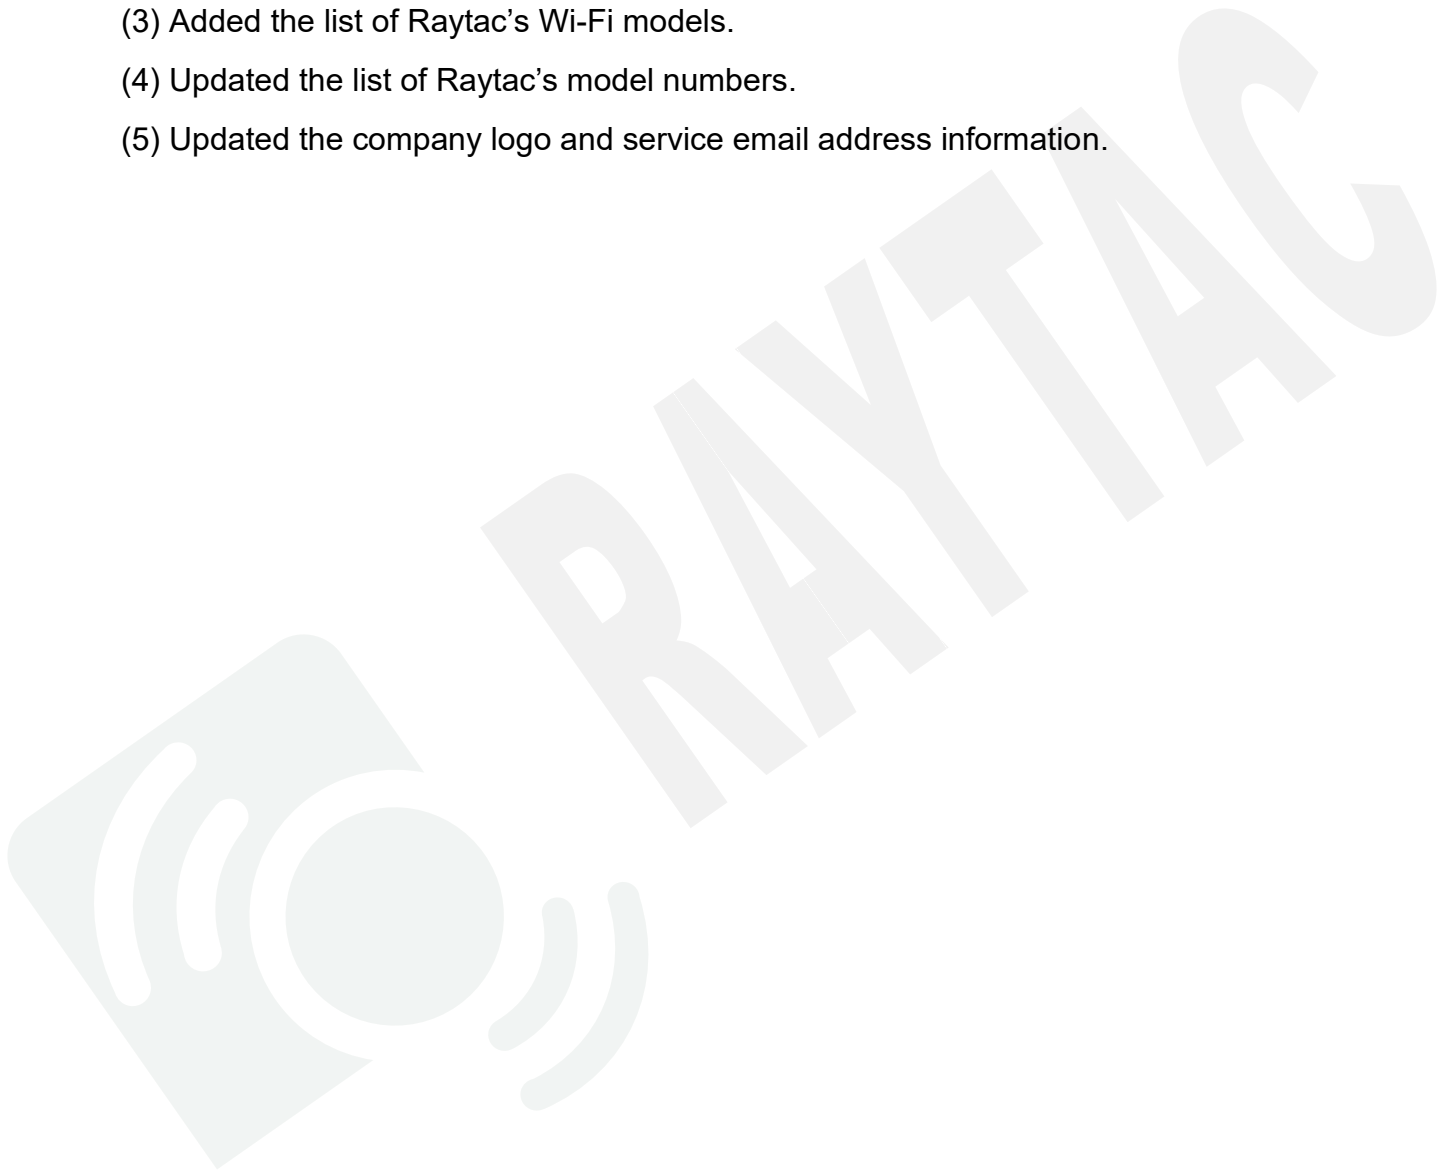 (3) Added the list of Raytac’s Wi-Fi models.
(4) Updated the list of Raytac’s model numbers.
(5) Updated the company logo and service email address information.
RAYTAC